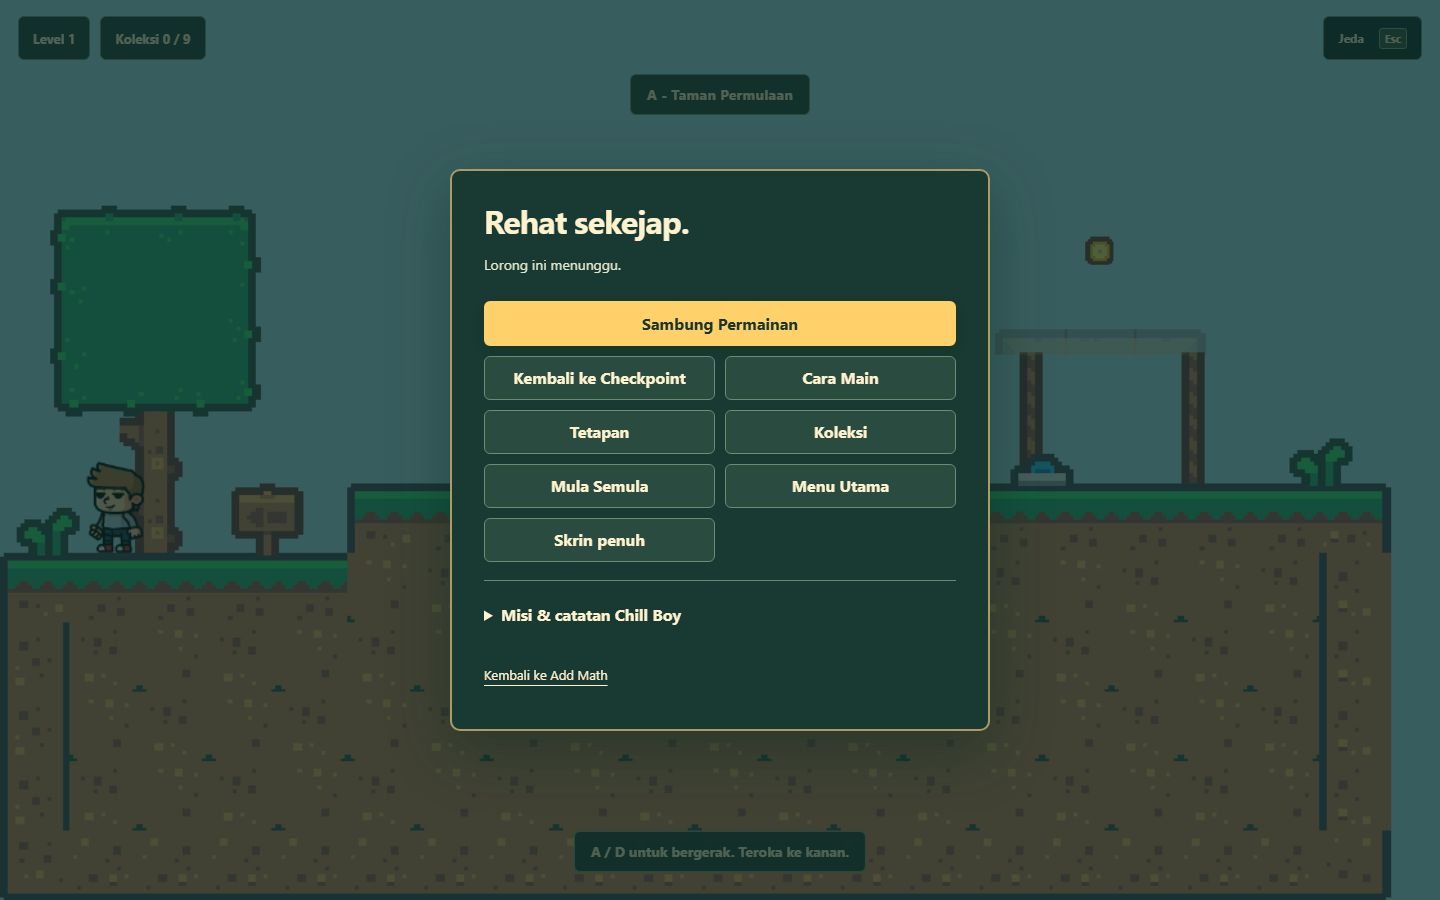 Level 1
Koleksi 0 / 9
Jeda Esc
A - Taman Permulaan
Rehat sekejap.
Lorong ini menunggu.
Sambung Permainan
Kembali ke Checkpoint
Cara Main
Tetapan
Koleksi
Mula Semula
Menu Utama
Skrin penuh
Misi & catatan Chill Boy
Kembali ke Add Math
A / D untuk bergerak. Teroka ke kanan.